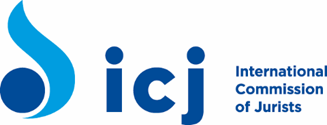 icj
International
Commission
of Jurists